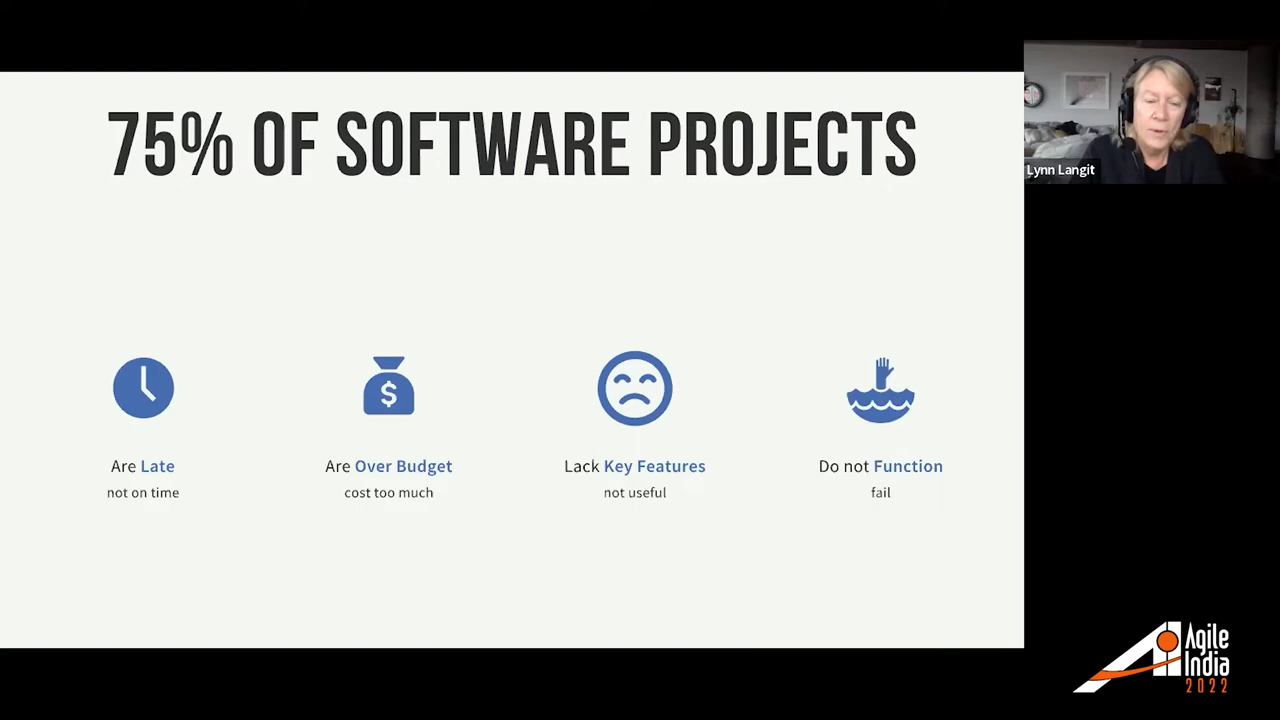 75% OF SOFTWARE PROJECTS
Are Late
not on time
Are Over Budget
cost too much
Lack Key Features
not useful
Do not Function
fail
Lynn Langit
Agile
India
2022